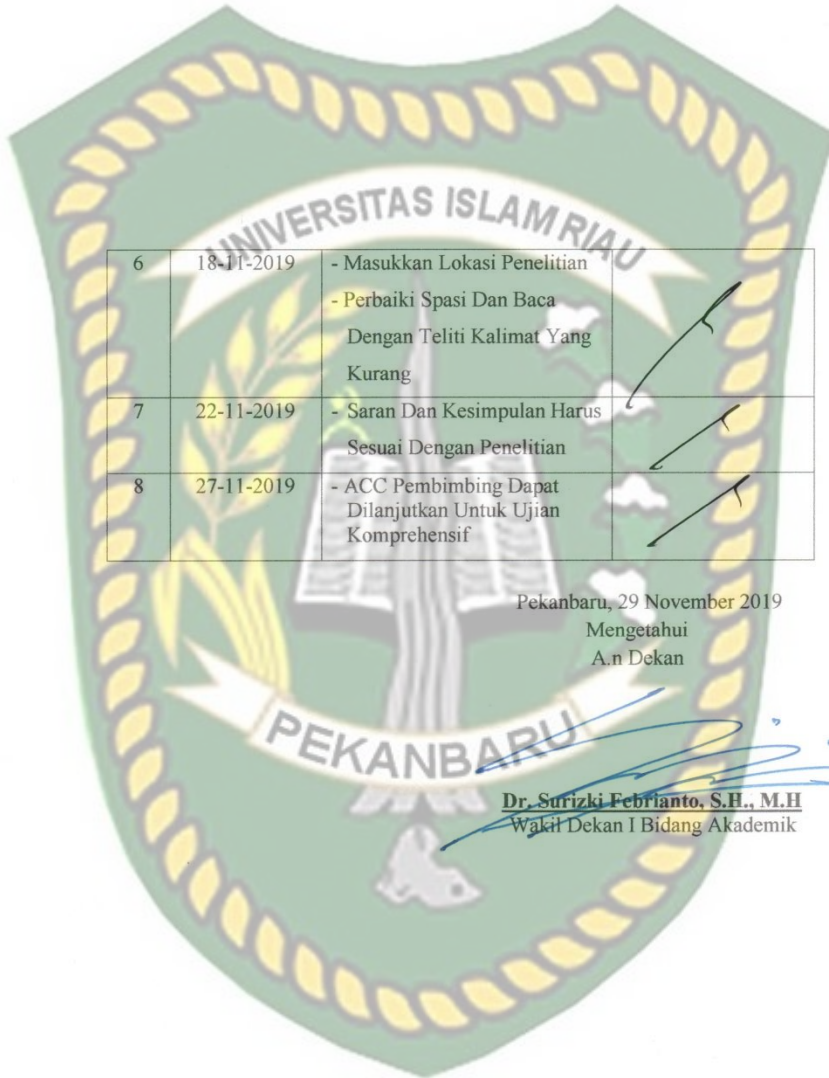 UNIVERSITAS ISLAM RIAU
6 18-11-2019 - Masukkan Lokasi Penelitian
- Perbaiki Spasi Dan Baca
Dengan Teliti Kalimat Yang
Kurang
7 22-11-2019 - Saran Dan Kesimpulan Harus
Sesuai Dengan Penelitian
8 27-11-2019 - ACC Pembimbing Dapat
Dilanjutkan Untuk Ujian
Komprehensif
Pekanbaru, 29 November 2019
Mengetahui
A.n Dekan
PEKANBARU
Dr. Surizki Febrianto, S.H., M.H
Wakil Dekan I Bidang Akademik